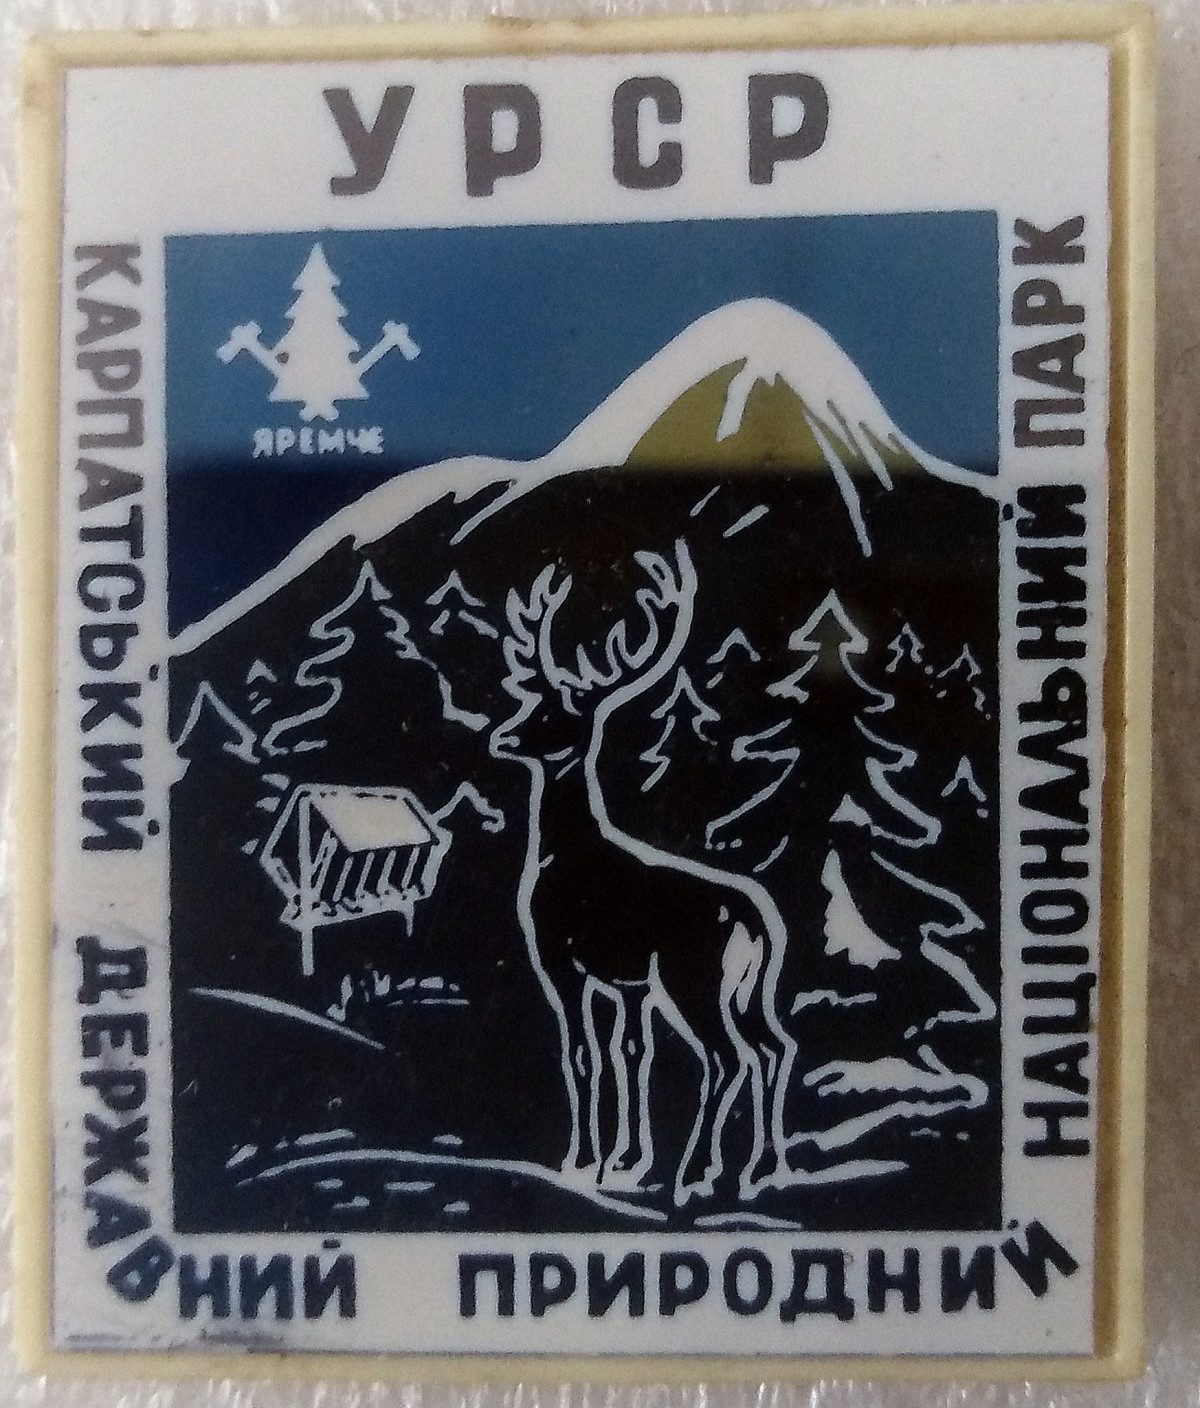 УРСР
КАРПАТСЬКИЙ ДЕРЖАВНИЙ ПРИРОДНИЙ НАЦІОНАЛЬНИЙ ПАРК
ЯРЕМЧЕ